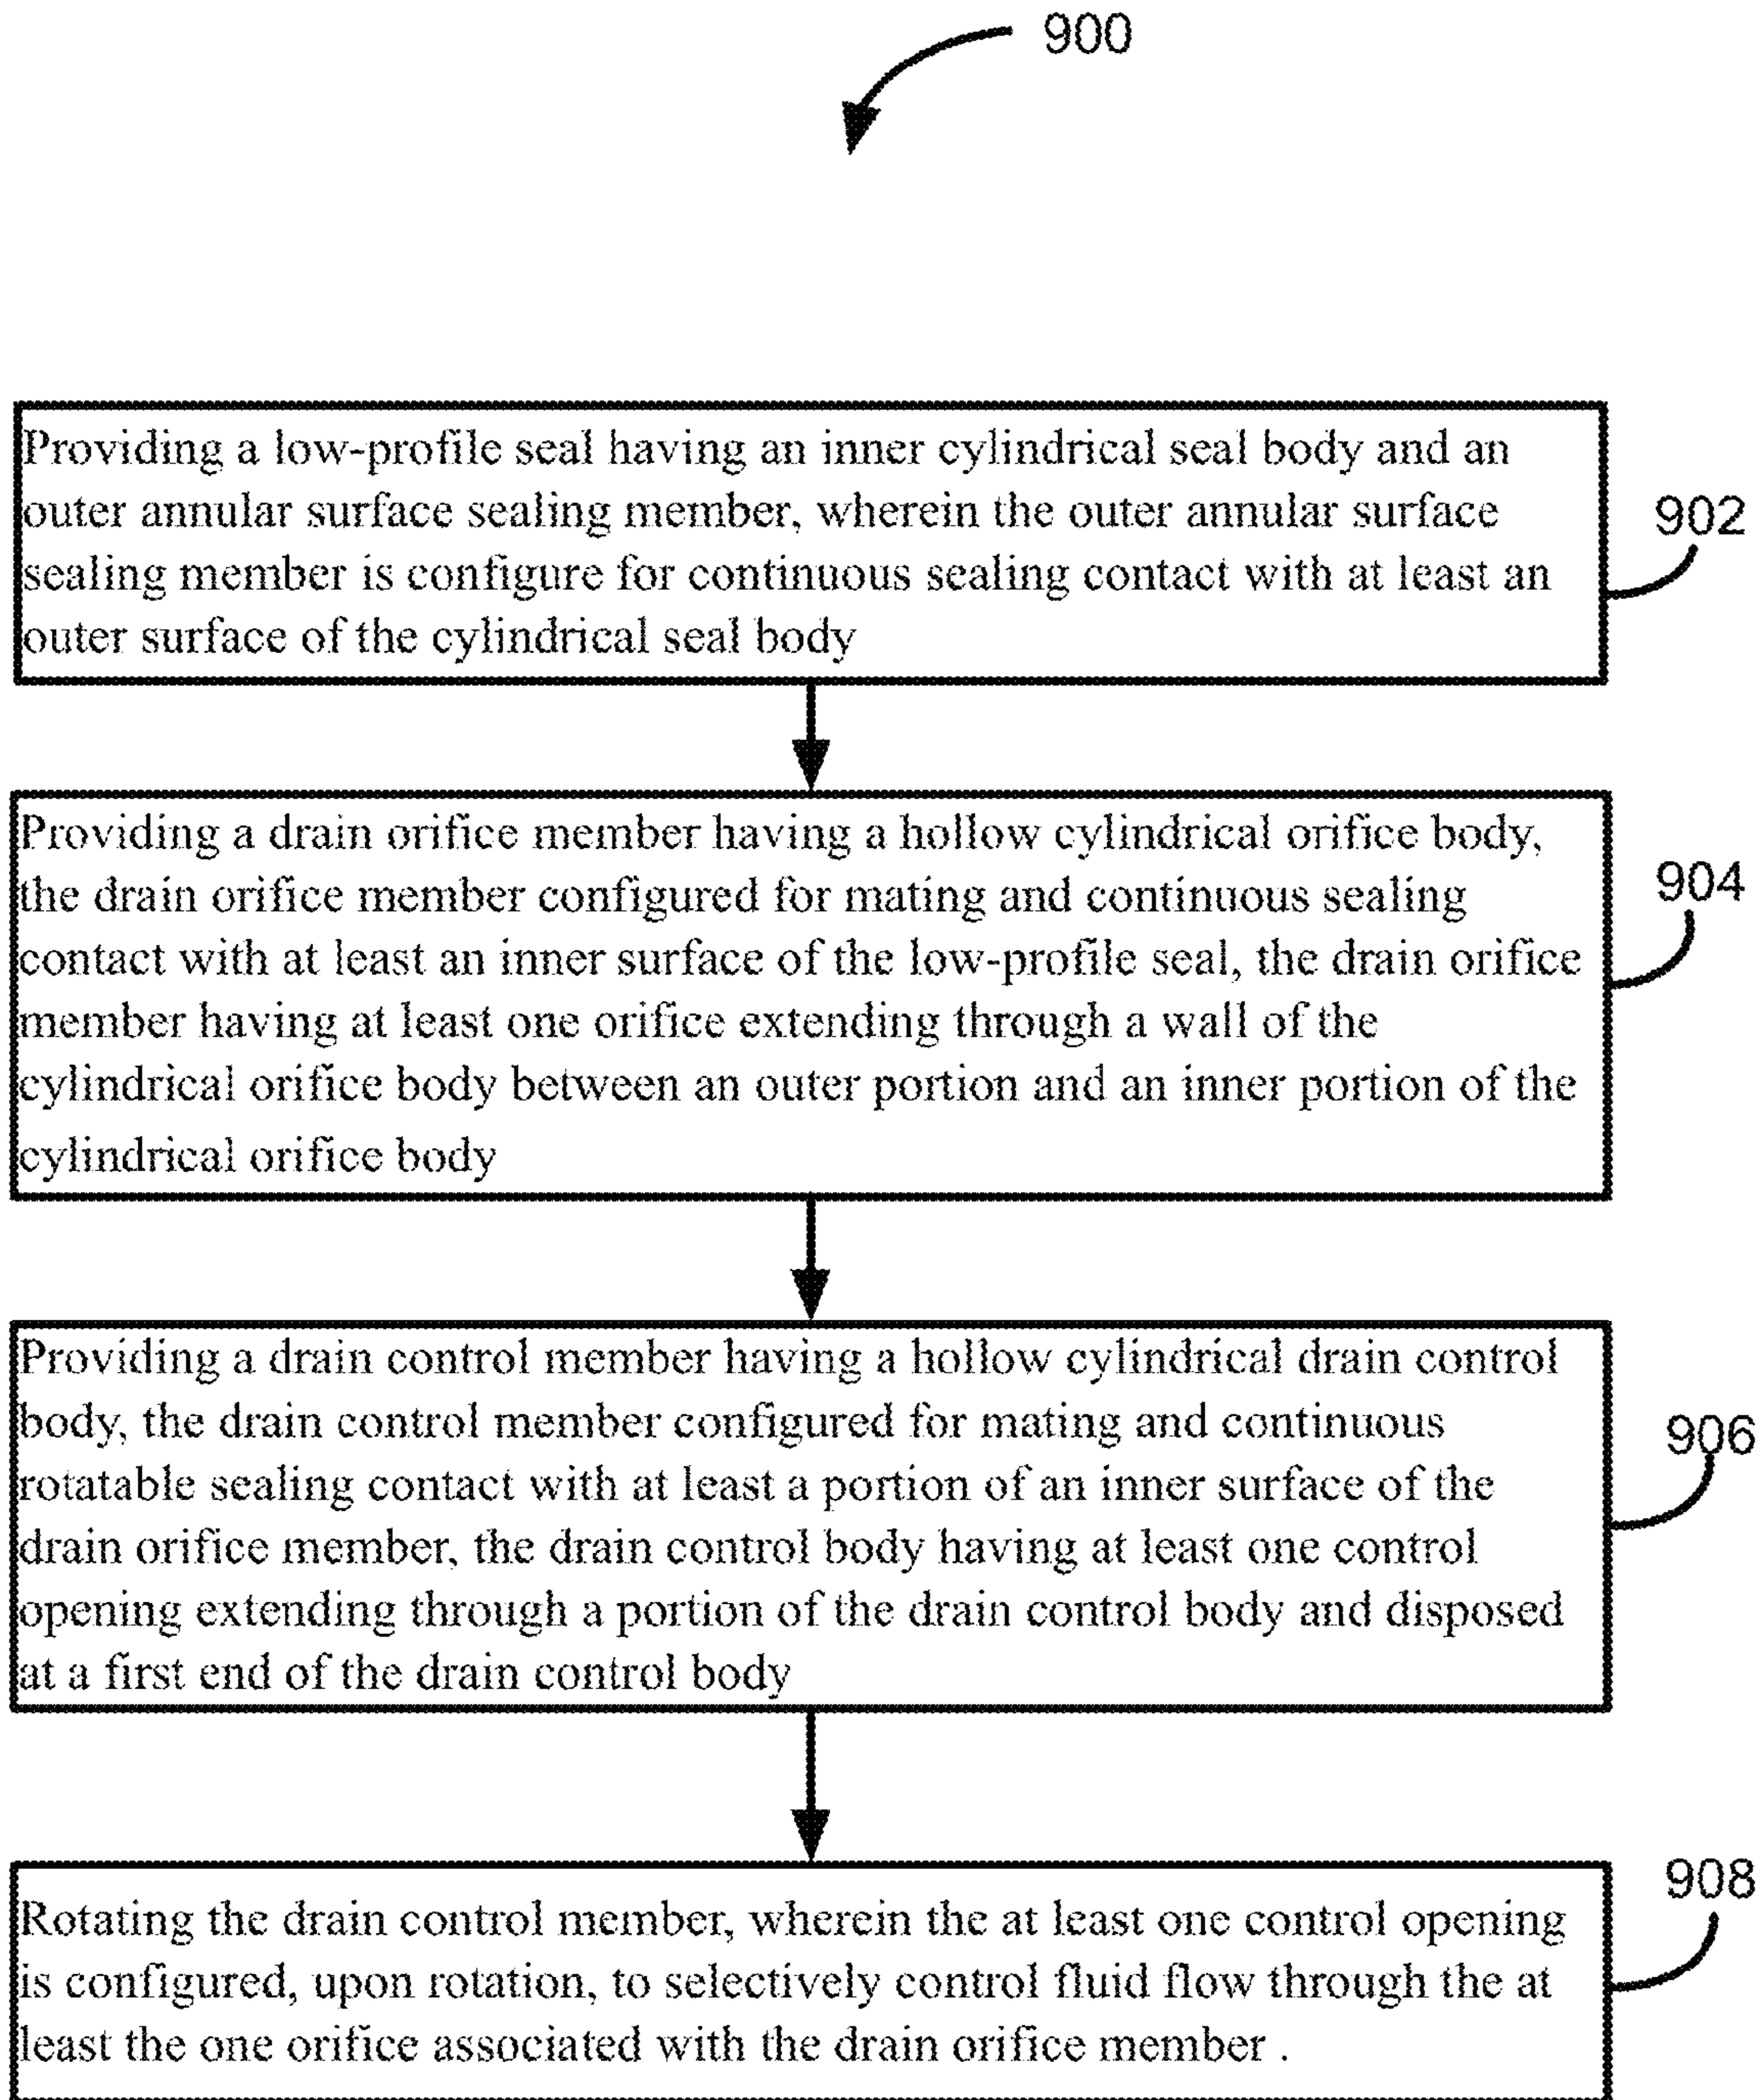 900
Providing a low-profile seal having an inner cylindrical seal body and an
outer annular surface sealing member, wherein the outer annular surface
sealing member is configure for continuous sealing contact with at least an
outer surface of the cylindrical seal body
902
Providing a drain orifice member having a hollow cylindrical orifice body,
the drain orifice member configured for mating and continuous sealing
contact with at least an inner surface of the low-profile seal, the drain orifice
member having at least one orifice extending through a wall of the
cylindrical orifice body between an outer portion and an inner portion of the
cylindrical orifice body
904
Providing a drain control member having a hollow cylindrical drain control
body, the drain control member configured for mating and continuous
rotatable sealing contact with at least a portion of an inner surface of the
drain orifice member, the drain control body having at least one control
opening extending through a portion of the drain control body and disposed
at a first end of the drain control body
906
Rotating the drain control member, wherein the at least one control opening
is configured, upon rotation, to selectively control fluid flow through the at
least the one orifice associated with the drain orifice member .
908